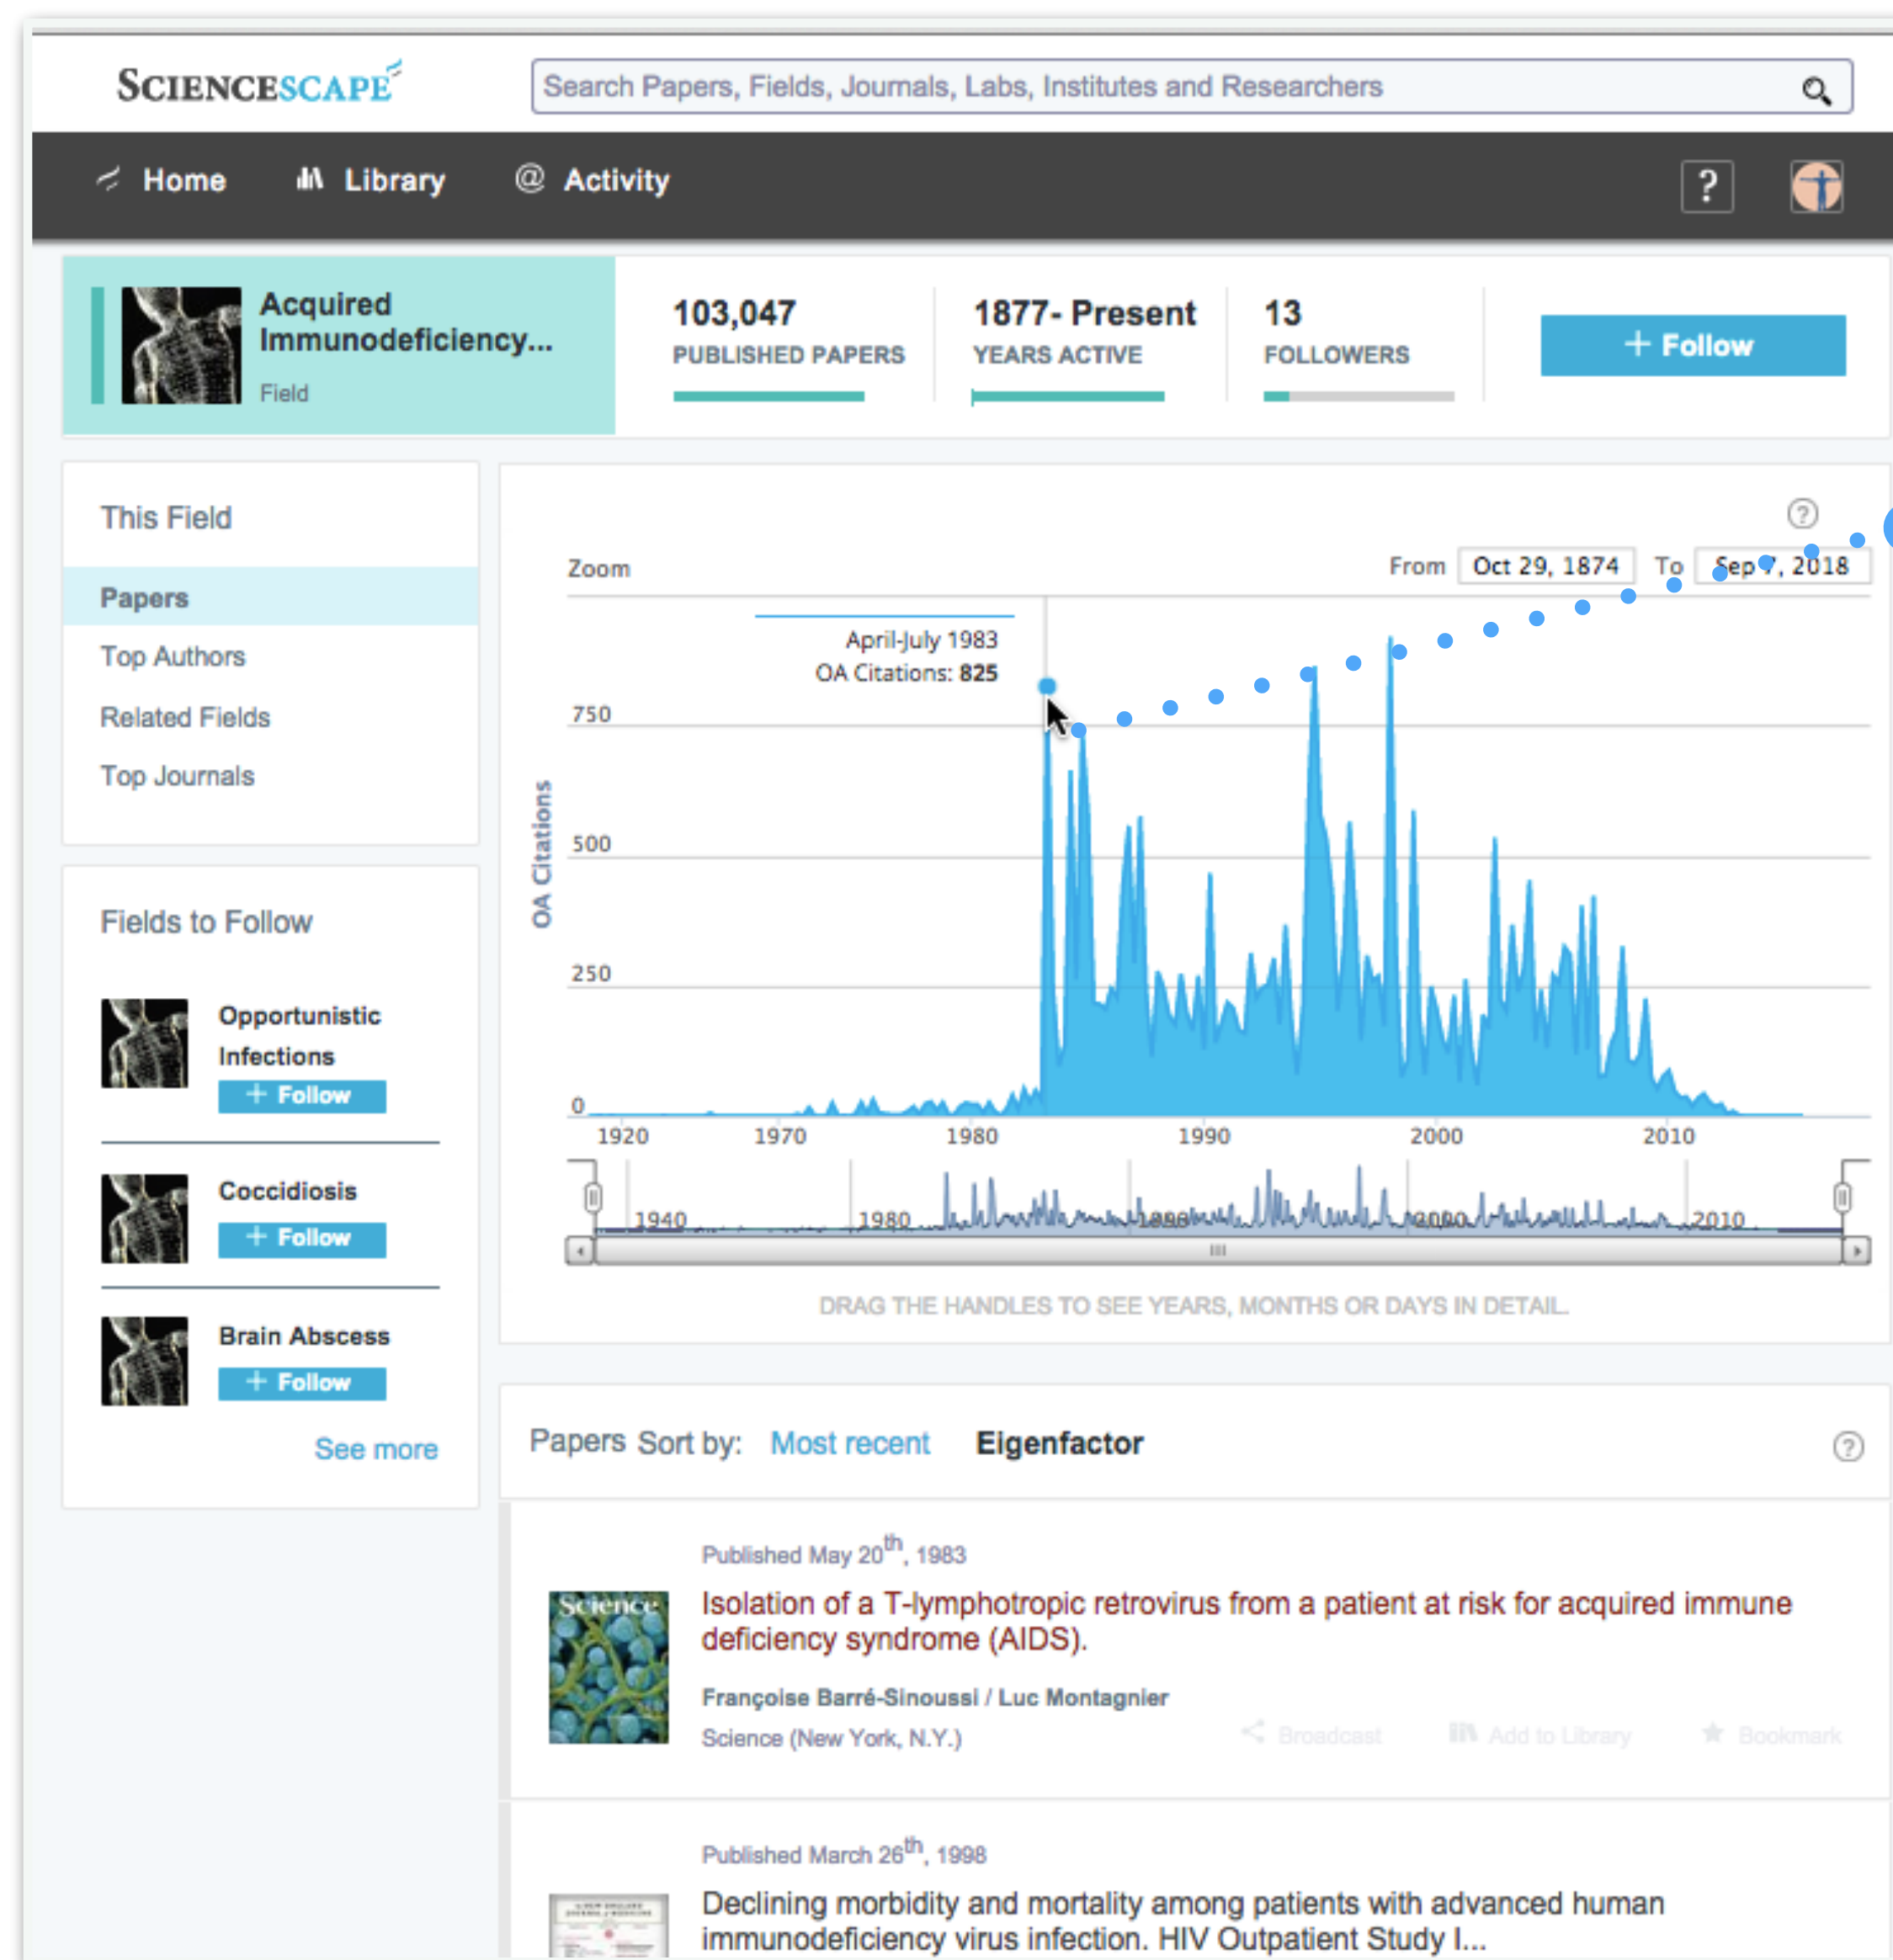 SCIENCESCAPE
Search Papers, Fields, Journals, Labs, Institutes and Researchers
Home Library @ Activity ?
Acquired
Immunodeficiency...
Field
103,047
PUBLISHED PAPERS
1877- Present
YEARS ACTIVE
13
FOLLOWERS
+ Follow
This Field
Papers
Top Authors
Related Fields
Top Journals
Fields to Follow
Opportunistic
Infections
+ Follow
Coccidiosis
+ Follow
Brain Abscess
+ Follow
See more
?
Zoom From Oct 29, 1874 To Sep 7, 2018
April-July 1983
OA Citations: 825
OA Citations
750
500
250
0
1920 1970 1980 1990 2000 2010
1940 1980 1990 2000 2010
DRAG THE HANDLES TO SEE YEARS, MONTHS OR DAYS IN DETAIL.
Papers Sort by: Most recent Eigenfactor ?
Published May 20th, 1983
Science
Isolation of a T-lymphotropic retrovirus from a patient at risk for acquired immune
deficiency syndrome (AIDS).
Françoise Barré-Sinoussi / Luc Montagnier
Science (New York, N.Y.) Broadcast Add to Library Bookmark
Published March 26th, 1998
Declining morbidity and mortality among patients with advanced human
immunodeficiency virus infection. HIV Outpatient Study I...